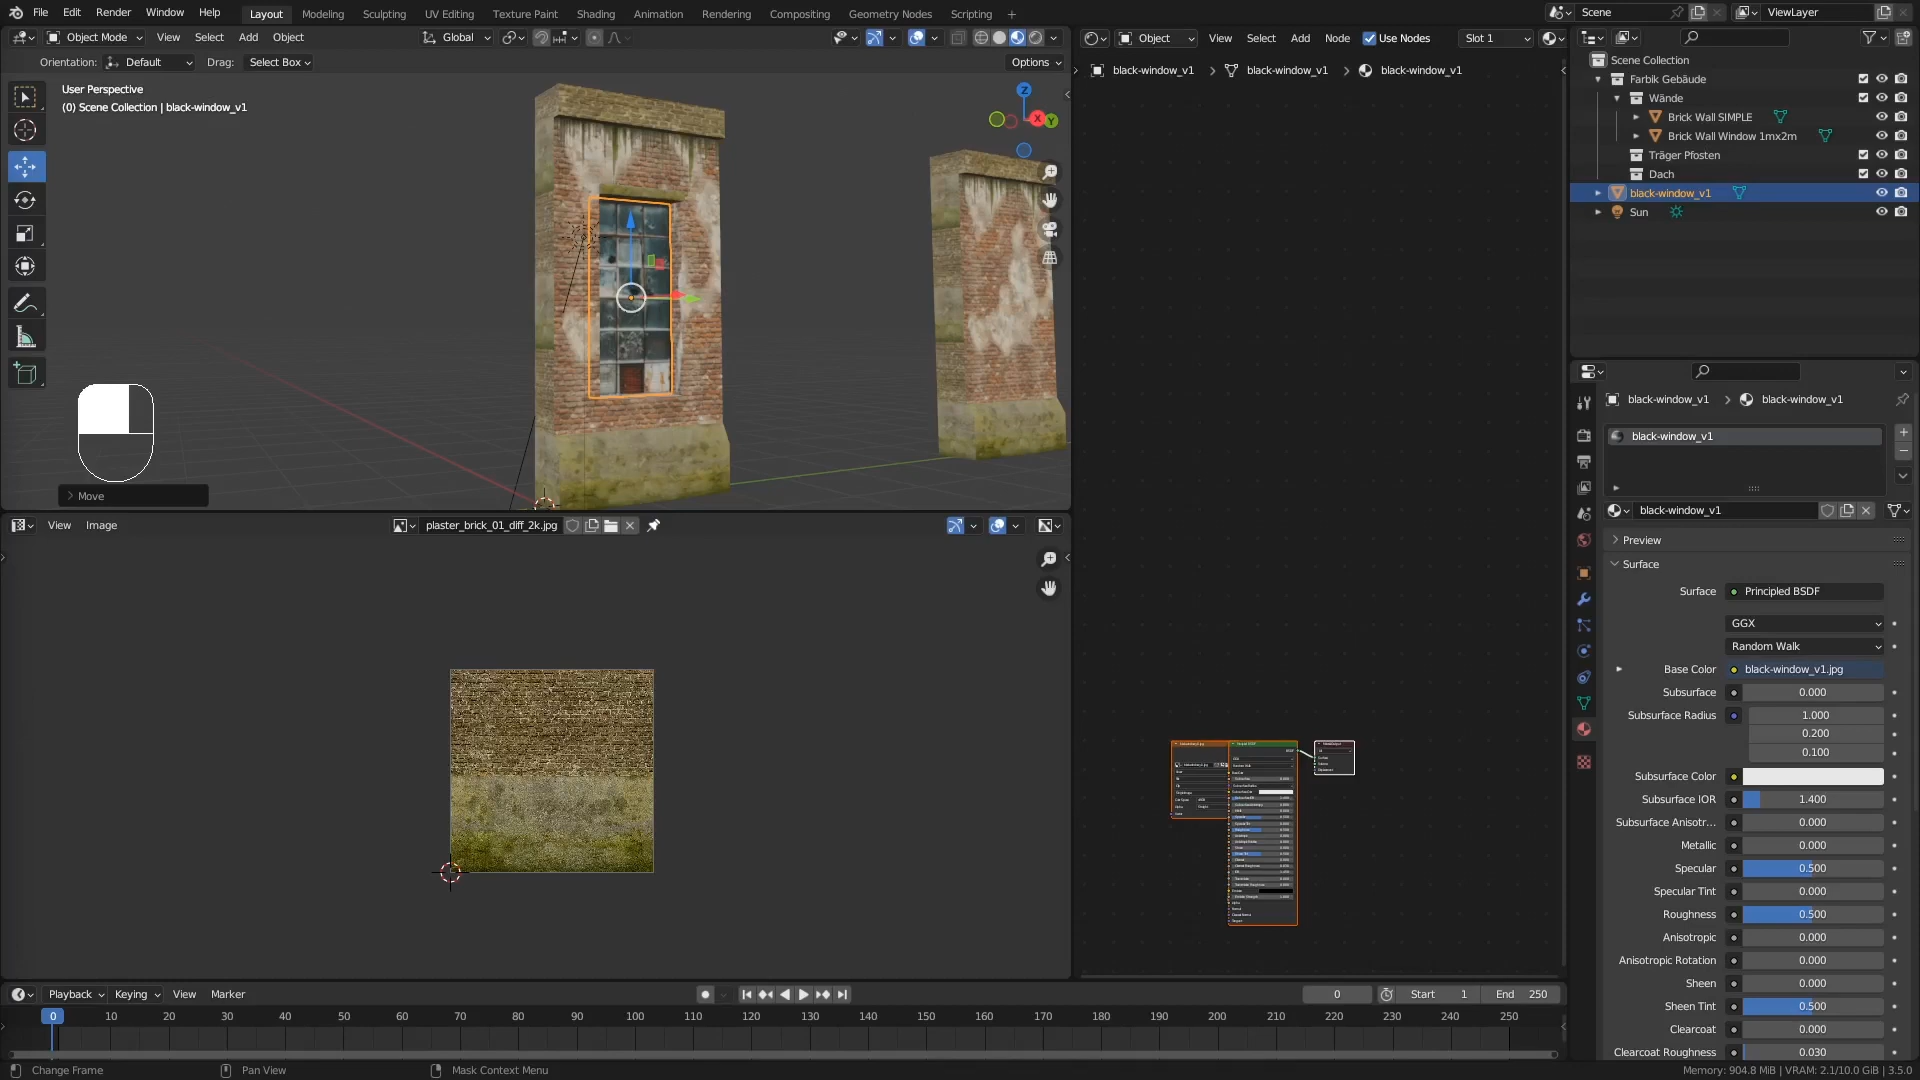 File Edit Render Window Help Layout Modeling Sculpting UV Editing Texture Paint Shading Animation Rendering Compositing Geometry Nodes Scripting + Scene ViewLayer
Object Mode View Select Add Object Global
Object View Select Add Node Use Nodes Slot 1
Orientation: Default Drag: Select Box Options
black-window_v1 > black-window_v1 > black-window_v1
User Perspective
(0) Scene Collection | black-window_v1
Z
X
Y
Move
Scene Collection
Farbik Gebäude
Wände
Brick Wall SIMPLE
Brick Wall Window 1mx2m
Träger Pfosten
Dach
black-window_v1
Sun
View Image plaster_brick_01_diff_2k.jpg
black-window_v1 > black-window_v1
black-window_v1
black-window_v1
Preview
Surface
Surface Principled BSDF
GGX
Random Walk
Base Color black-window_v1.jpg
Subsurface 0.000
Subsurface Radius 1.000
0.200
0.100
Subsurface Color
Subsurface IOR 1.400
Subsurface Anisotr... 0.000
Metallic 0.000
Specular 0.500
Specular Tint 0.000
Roughness 0.500
Anisotropic 0.000
Anisotropic Rotation 0.000
Sheen 0.000
Sheen Tint 0.500
Clearcoat 0.000
Clearcoat Roughness 0.030
Playback Keying View Marker 0 Start 1 End 250
0 10 20 30 40 50 60 70 80 90 100 110 120 130 140 150 160 170 180 190 200 210 220 230 240 250
Change Frame Pan View Mask Context Menu Memory: 904.8 MiB | VRAM: 2.1/10.0 GiB | 3.5.0